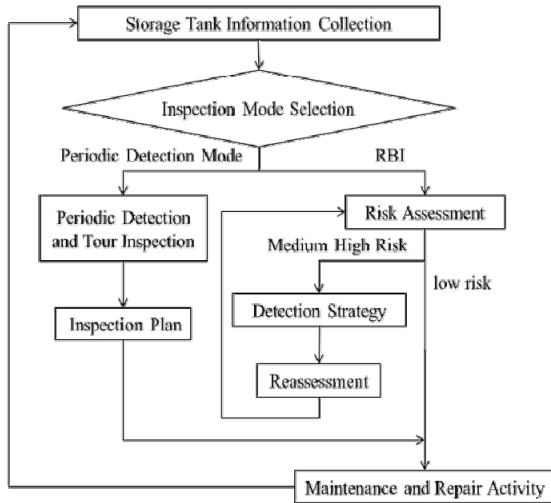 Storage Tank Information Collection
Inspection Mode Selection
Periodic Detection Mode
RBI
Periodic Detection
and Tour Inspection
Risk Assessment
Medium High Risk
low risk
Detection Strategy
Inspection Plan
Reassessment
Maintenance and Repair Activity